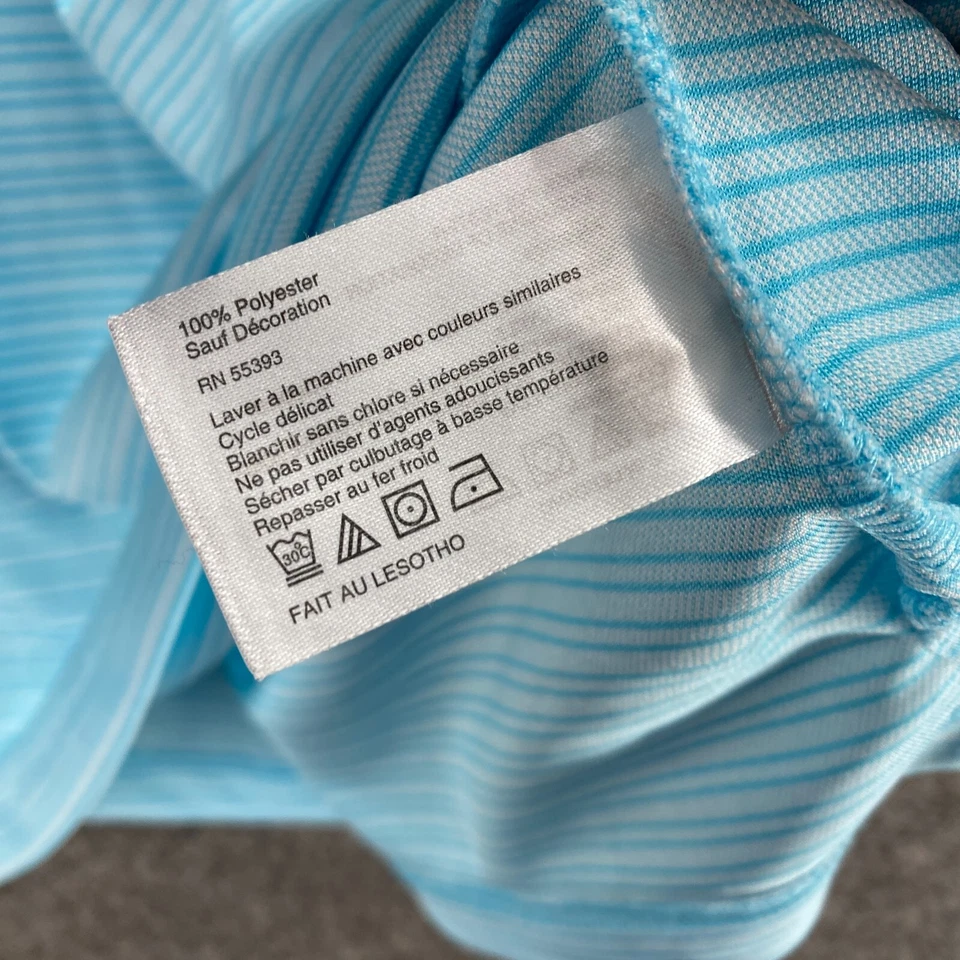 100% Polyester
Sauf Décoration
RN 55393
Laver à la machine avec couleurs similaires
Cycle délicat
Blanchir sans chlore si nécessaire
Ne pas utiliser d'agents adoucissants
Sécher par culbutage à basse température
Repasser au fer froid
30°C
FAIT AU LESOTHO